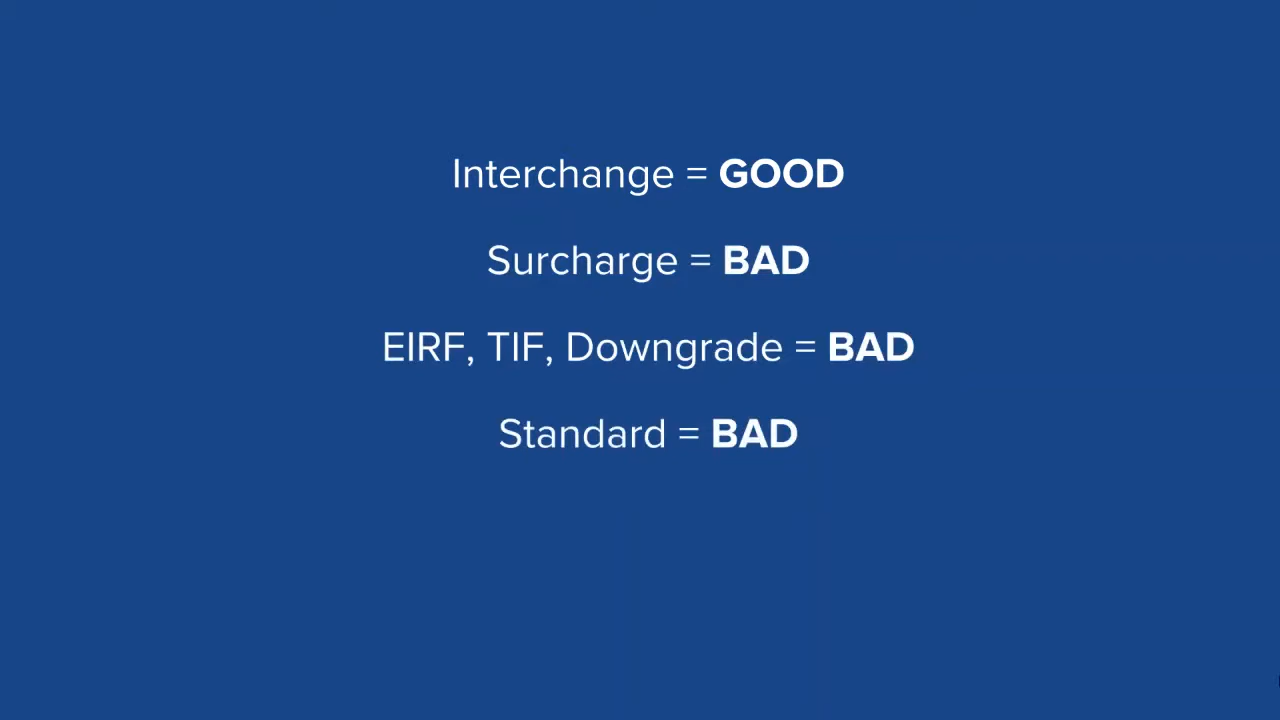 Interchange = GOOD
Surcharge = BAD
EIRF, TIF, Downgrade = BAD
Standard = BAD